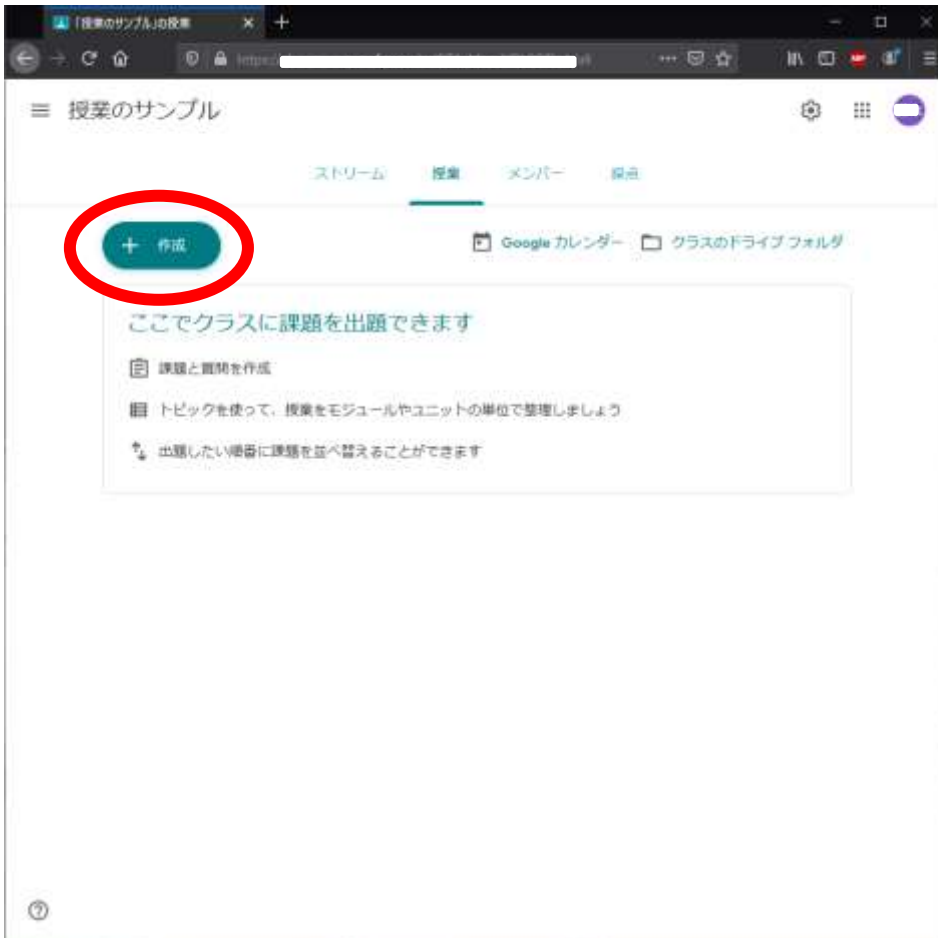 「授業のサンプル」の授業
授業のサンプル
ストリーム 授業 メンバー 採点
+ 作成
Google カレンダー クラスのドライブ フォルダ
ここでクラスに課題を出題できます
課題と質問を作成
トピックを使って、授業をモジュールやユニットの単位で整理しましょう
出題したい順番に課題を並べ替えることができます